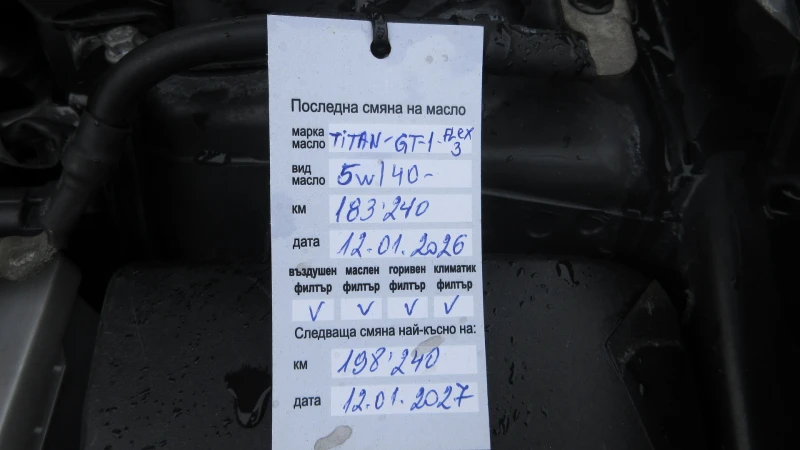 Последна смяна на масло
марка масло TiTAN-GT-1-FLex 3
вид масло 5w/40-
км 183'240
дата 12.01.2026
въздушен филтър маслен филтър горивен филтър климатик филтър
√ √ √ √
Следваща смяна най-късно на:
км 198'240
дата 12.01.2027